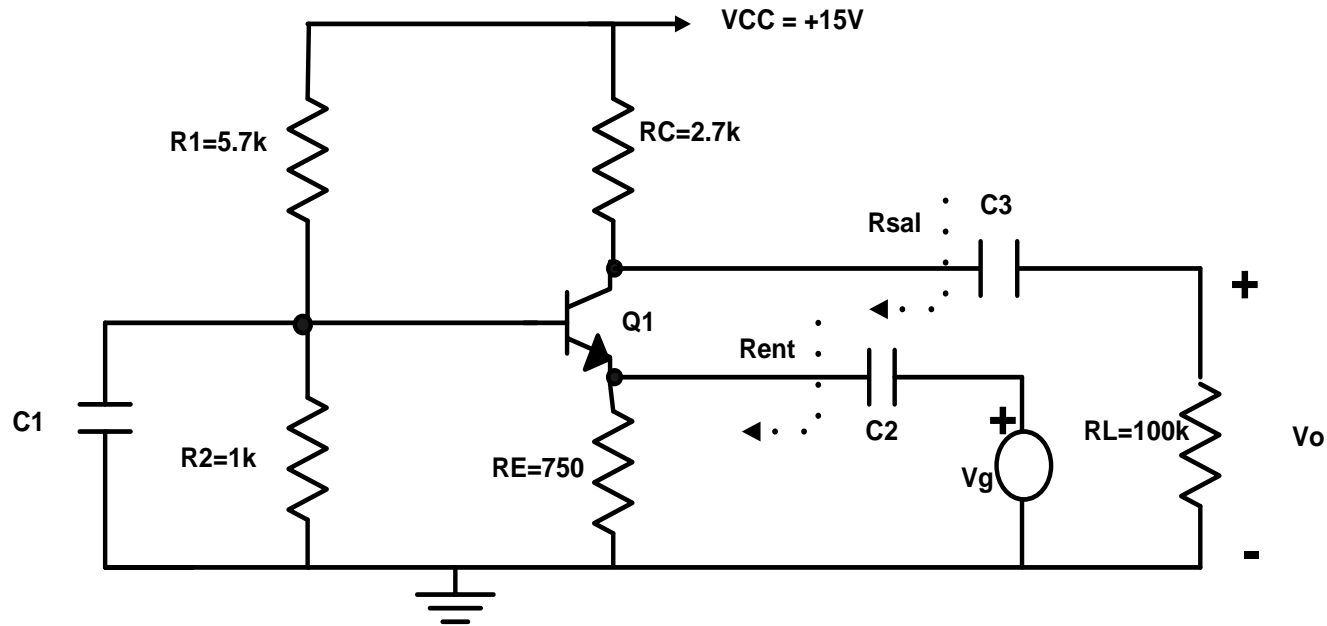 VCC = +15V
R1=5.7k
RC=2.7k
C3
Rsal
+
Q1
Rent
C1
C2
+
RL=100k
Vo
R2=1k
RE=750
Vg
-